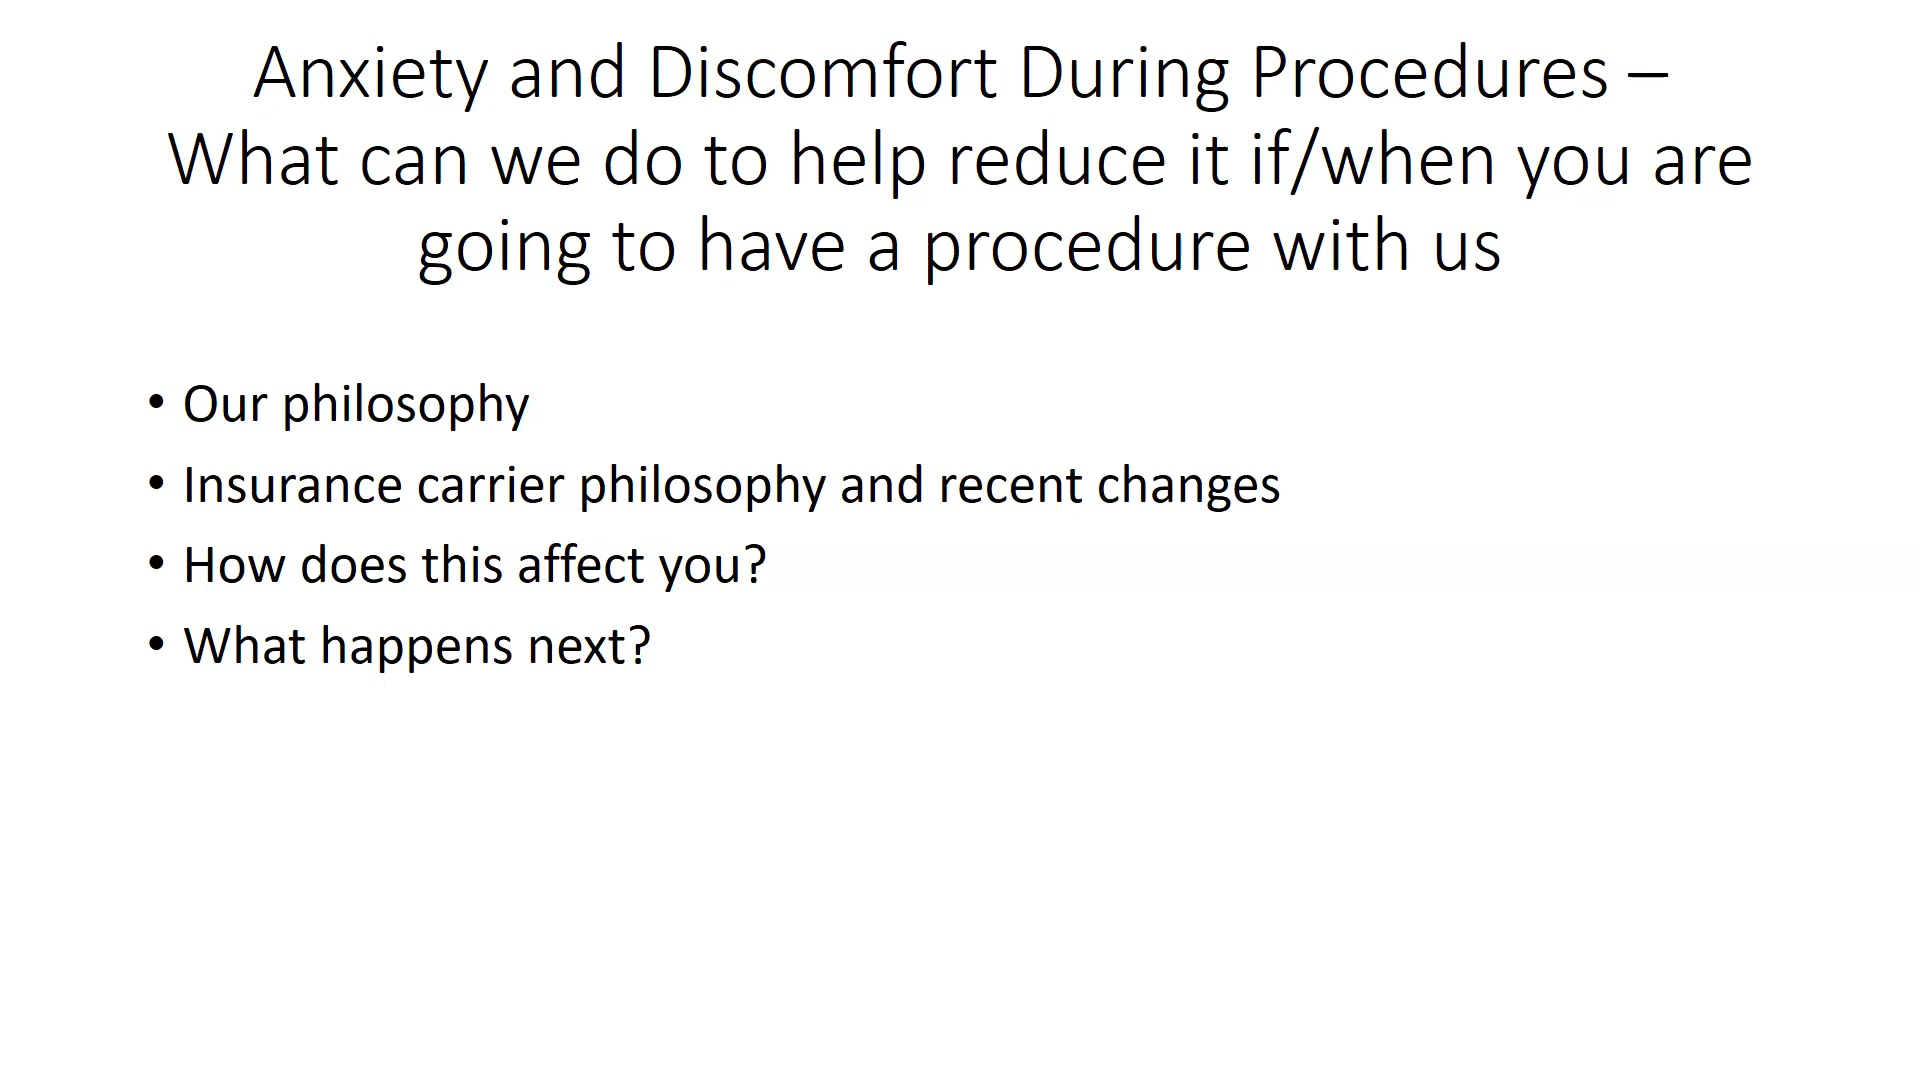 Anxiety and Discomfort During Procedures –
What can we do to help reduce it if/when you are
going to have a procedure with us
• Our philosophy
• Insurance carrier philosophy and recent changes
• How does this affect you?
• What happens next?